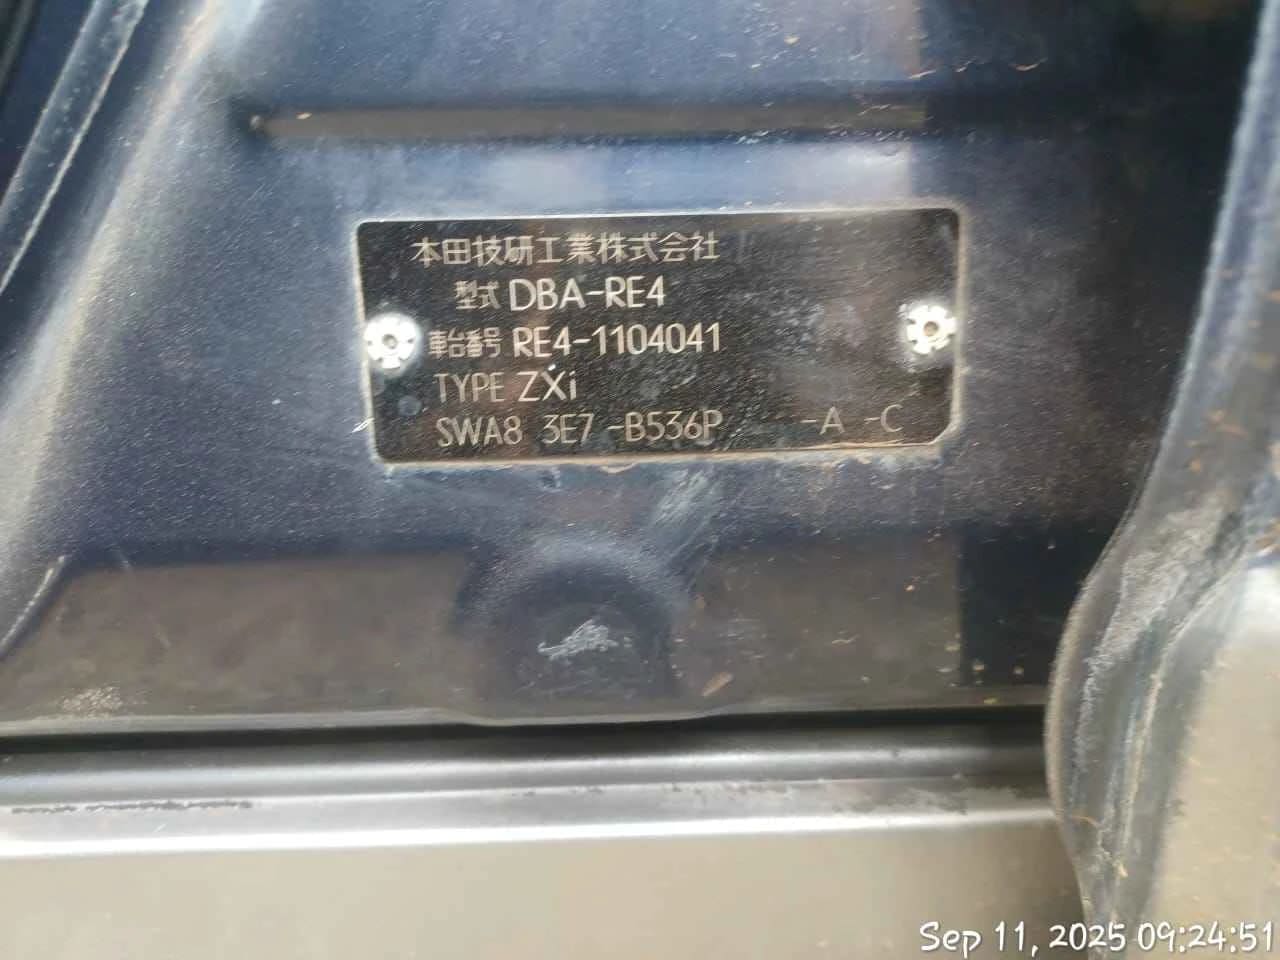 本田技研工業株式会社
型式 DBA-RE4
車台番号 RE4-1104041
TYPE ZXi
SWA8 3E7 -B536P -A -C
Sep 11, 2025 09:24:51